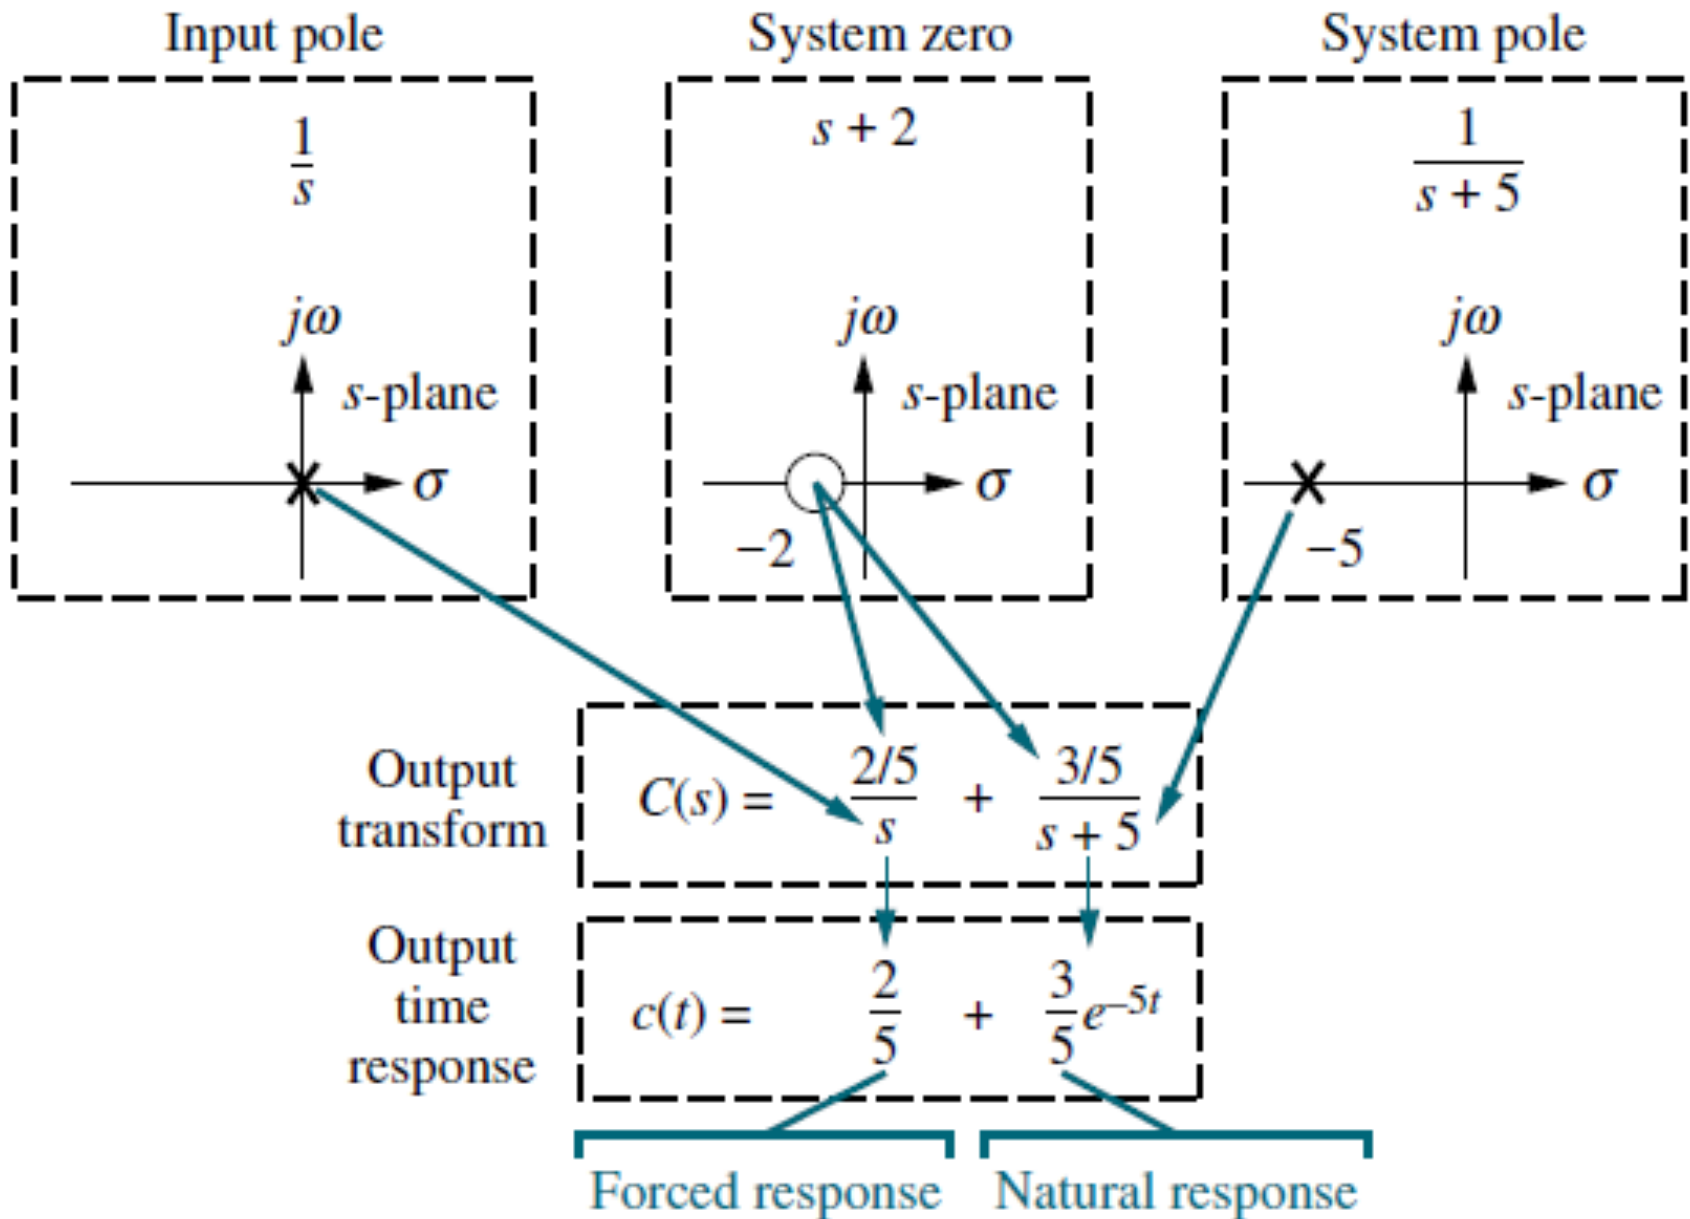 Input pole
System zero
System pole
1/s
s + 2
1/(s + 5)
jω
s-plane
σ
jω
s-plane
σ
−2
jω
s-plane
σ
−5
Output
transform
C(s) = (2/5)/s + (3/5)/(s + 5)
Output
time
response
c(t) = 2/5 + 3/5 e^(−5t)
Forced response
Natural response